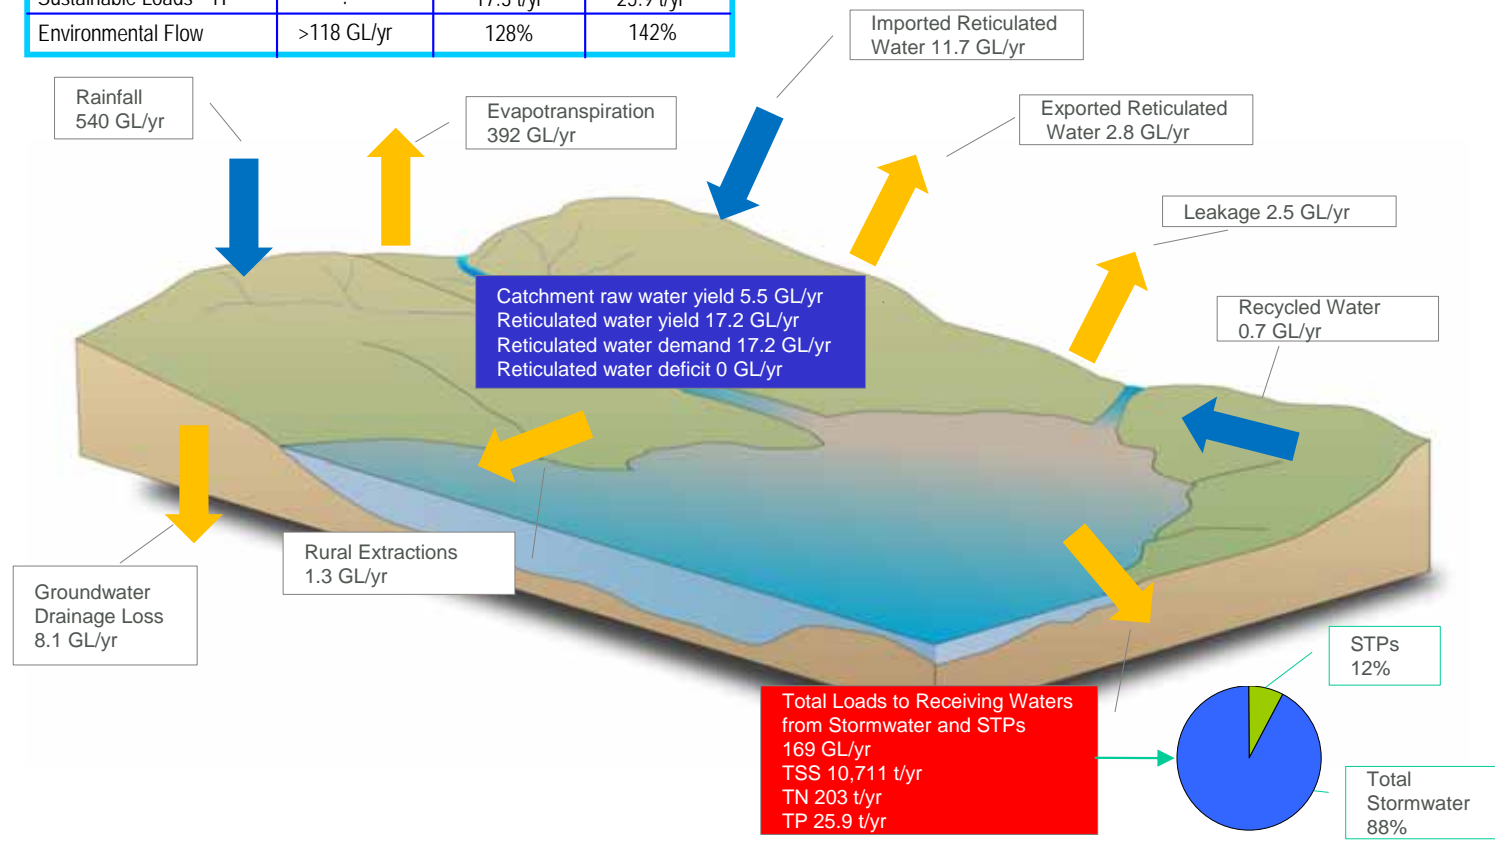 Environmental Flow >118 GL/yr 128% 142%
Imported Reticulated
Water 11.7 GL/yr
Rainfall
540 GL/yr
Evapotranspiration
392 GL/yr
Exported Reticulated
Water 2.8 GL/yr
Leakage 2.5 GL/yr
Catchment raw water yield 5.5 GL/yr
Reticulated water yield 17.2 GL/yr
Reticulated water demand 17.2 GL/yr
Reticulated water deficit 0 GL/yr
Recycled Water
0.7 GL/yr
Rural Extractions
1.3 GL/yr
Groundwater
Drainage Loss
8.1 GL/yr
STPs
12%
Total Loads to Receiving Waters
from Stormwater and STPs
169 GL/yr
TSS 10,711 t/yr
TN 203 t/yr
TP 25.9 t/yr
Total
Stormwater
88%